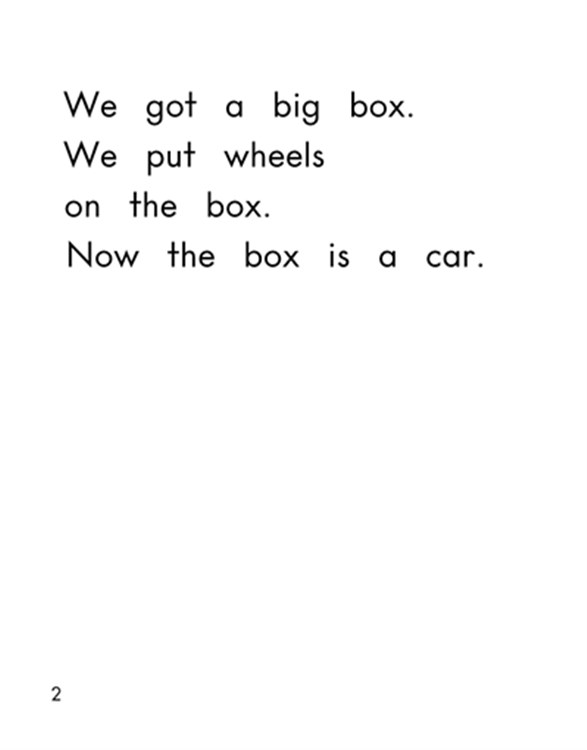 We got a big box.
We put wheels
on the box.
Now the box is a car.
2